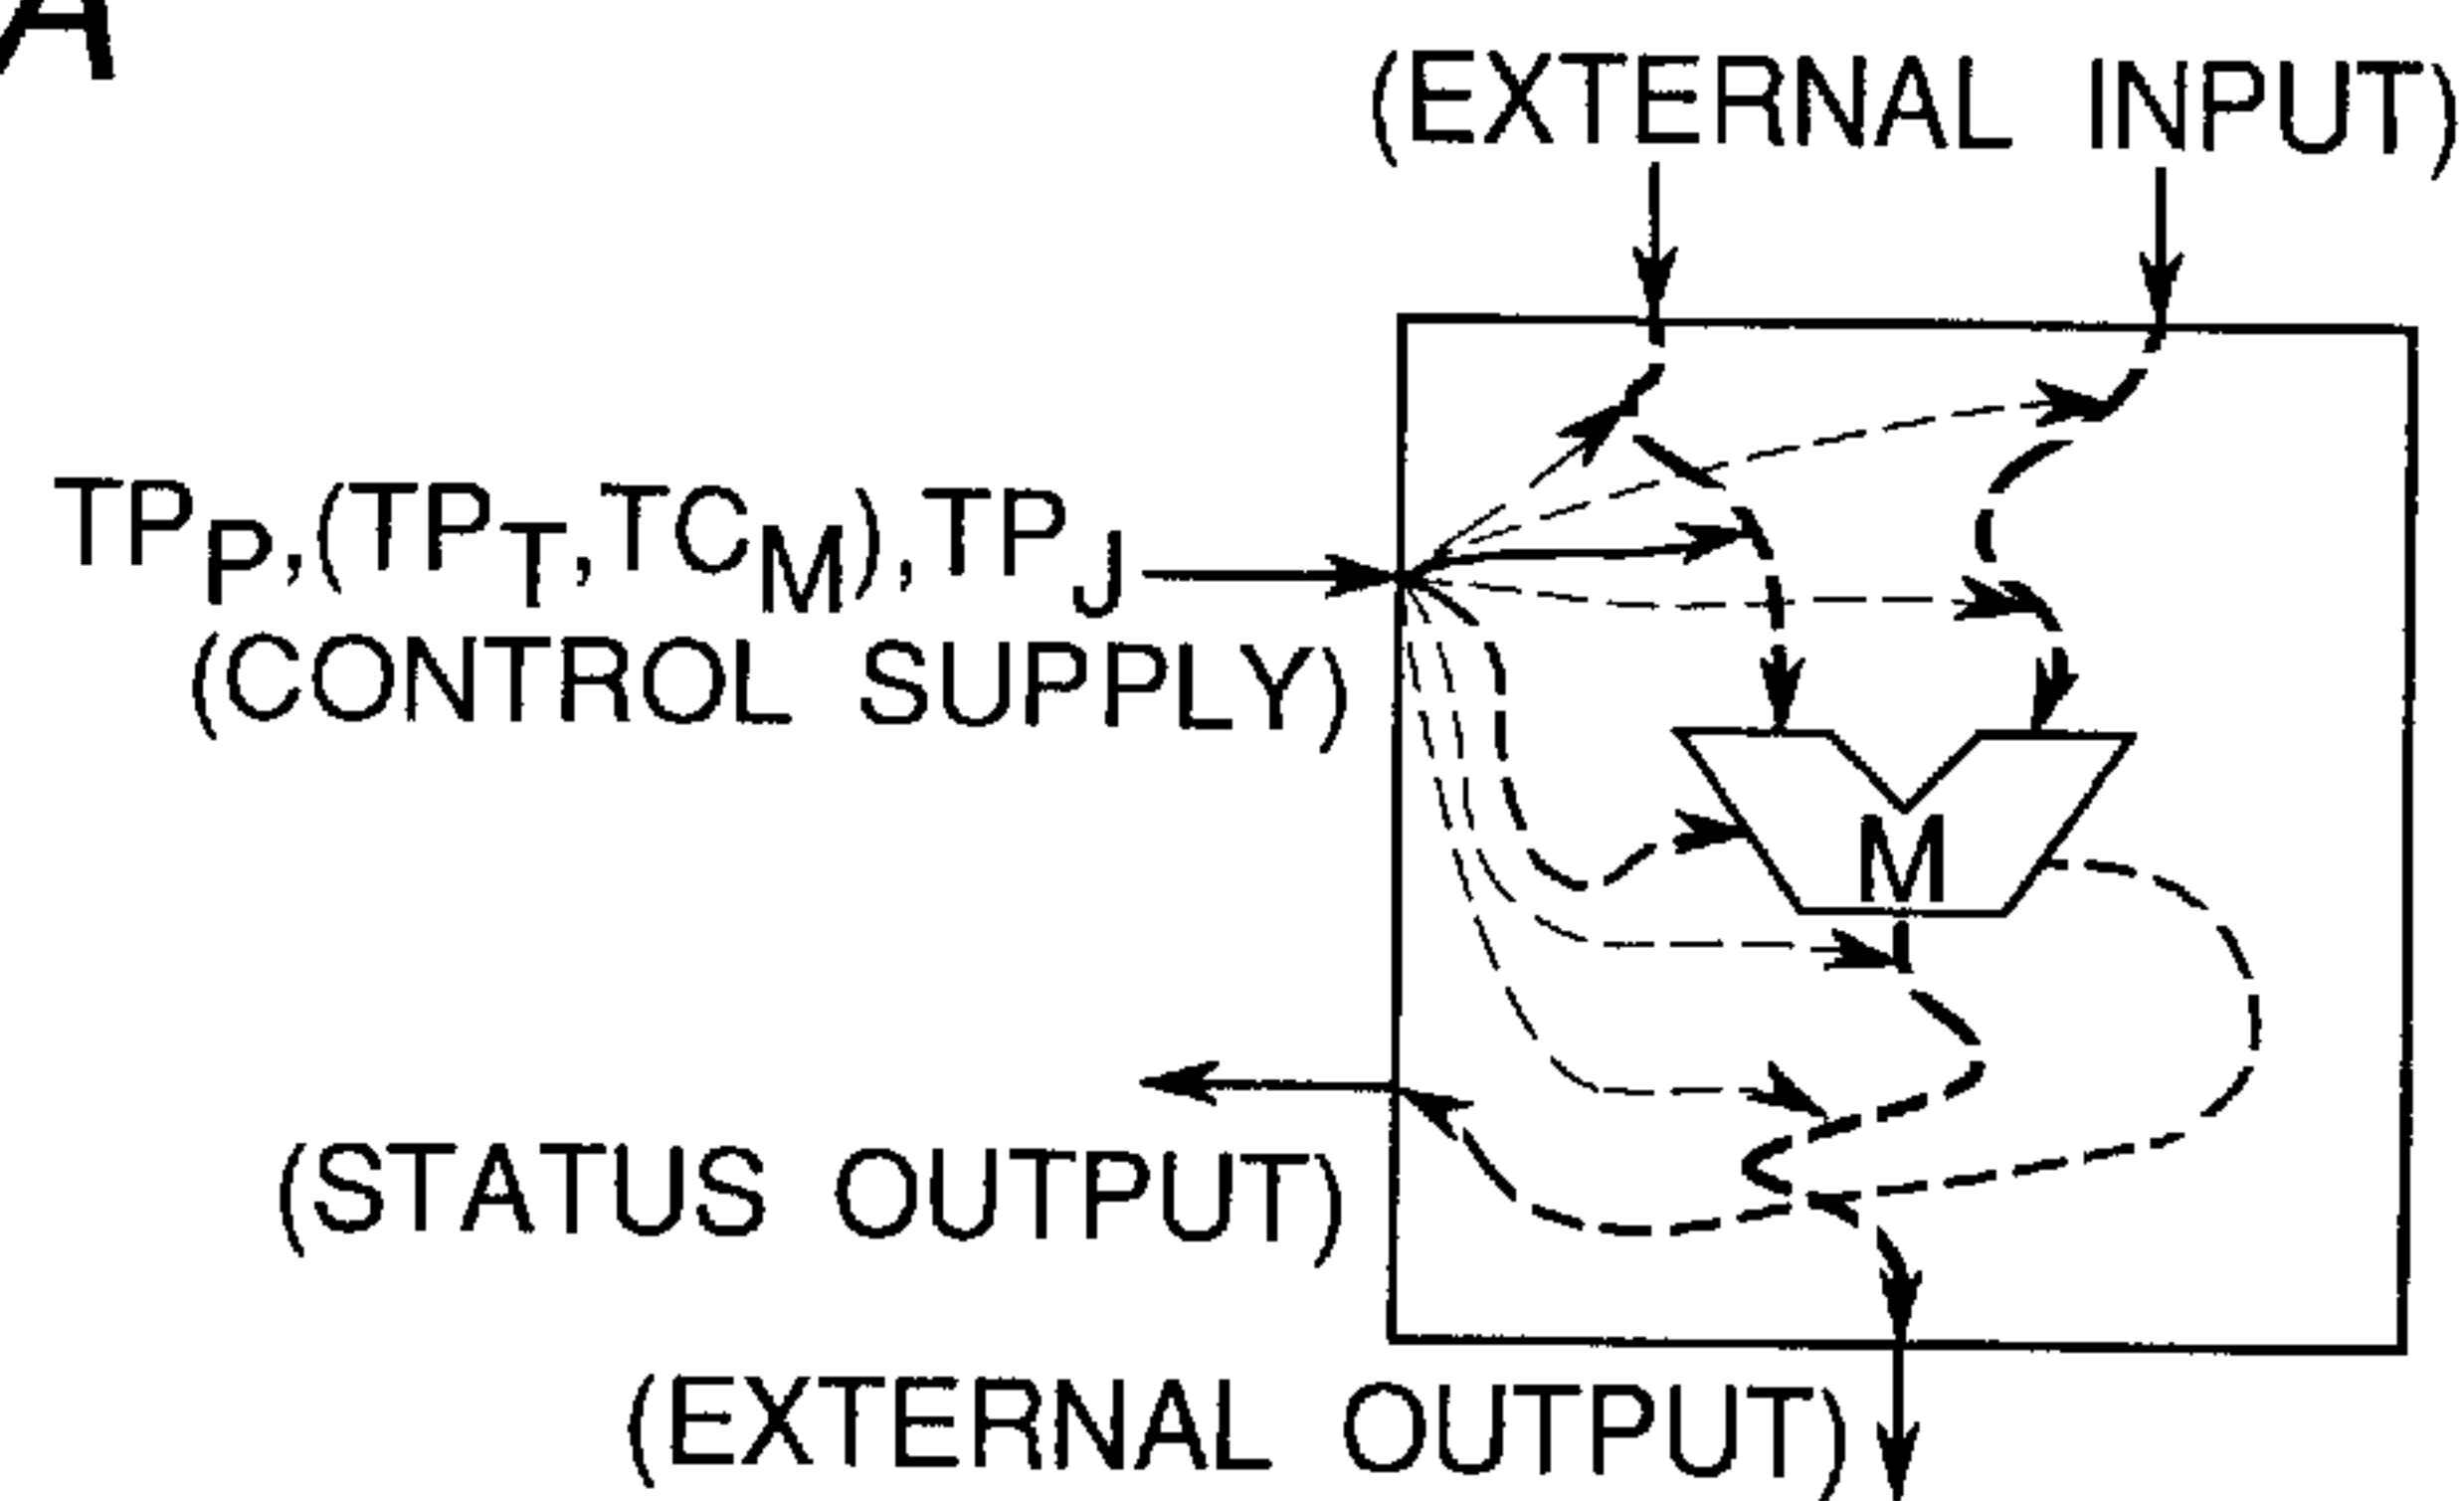 A
(EXTERNAL INPUT)
TPP,(TPT,TCM),TPJ
(CONTROL SUPPLY)
M
(STATUS OUTPUT)
(EXTERNAL OUTPUT)